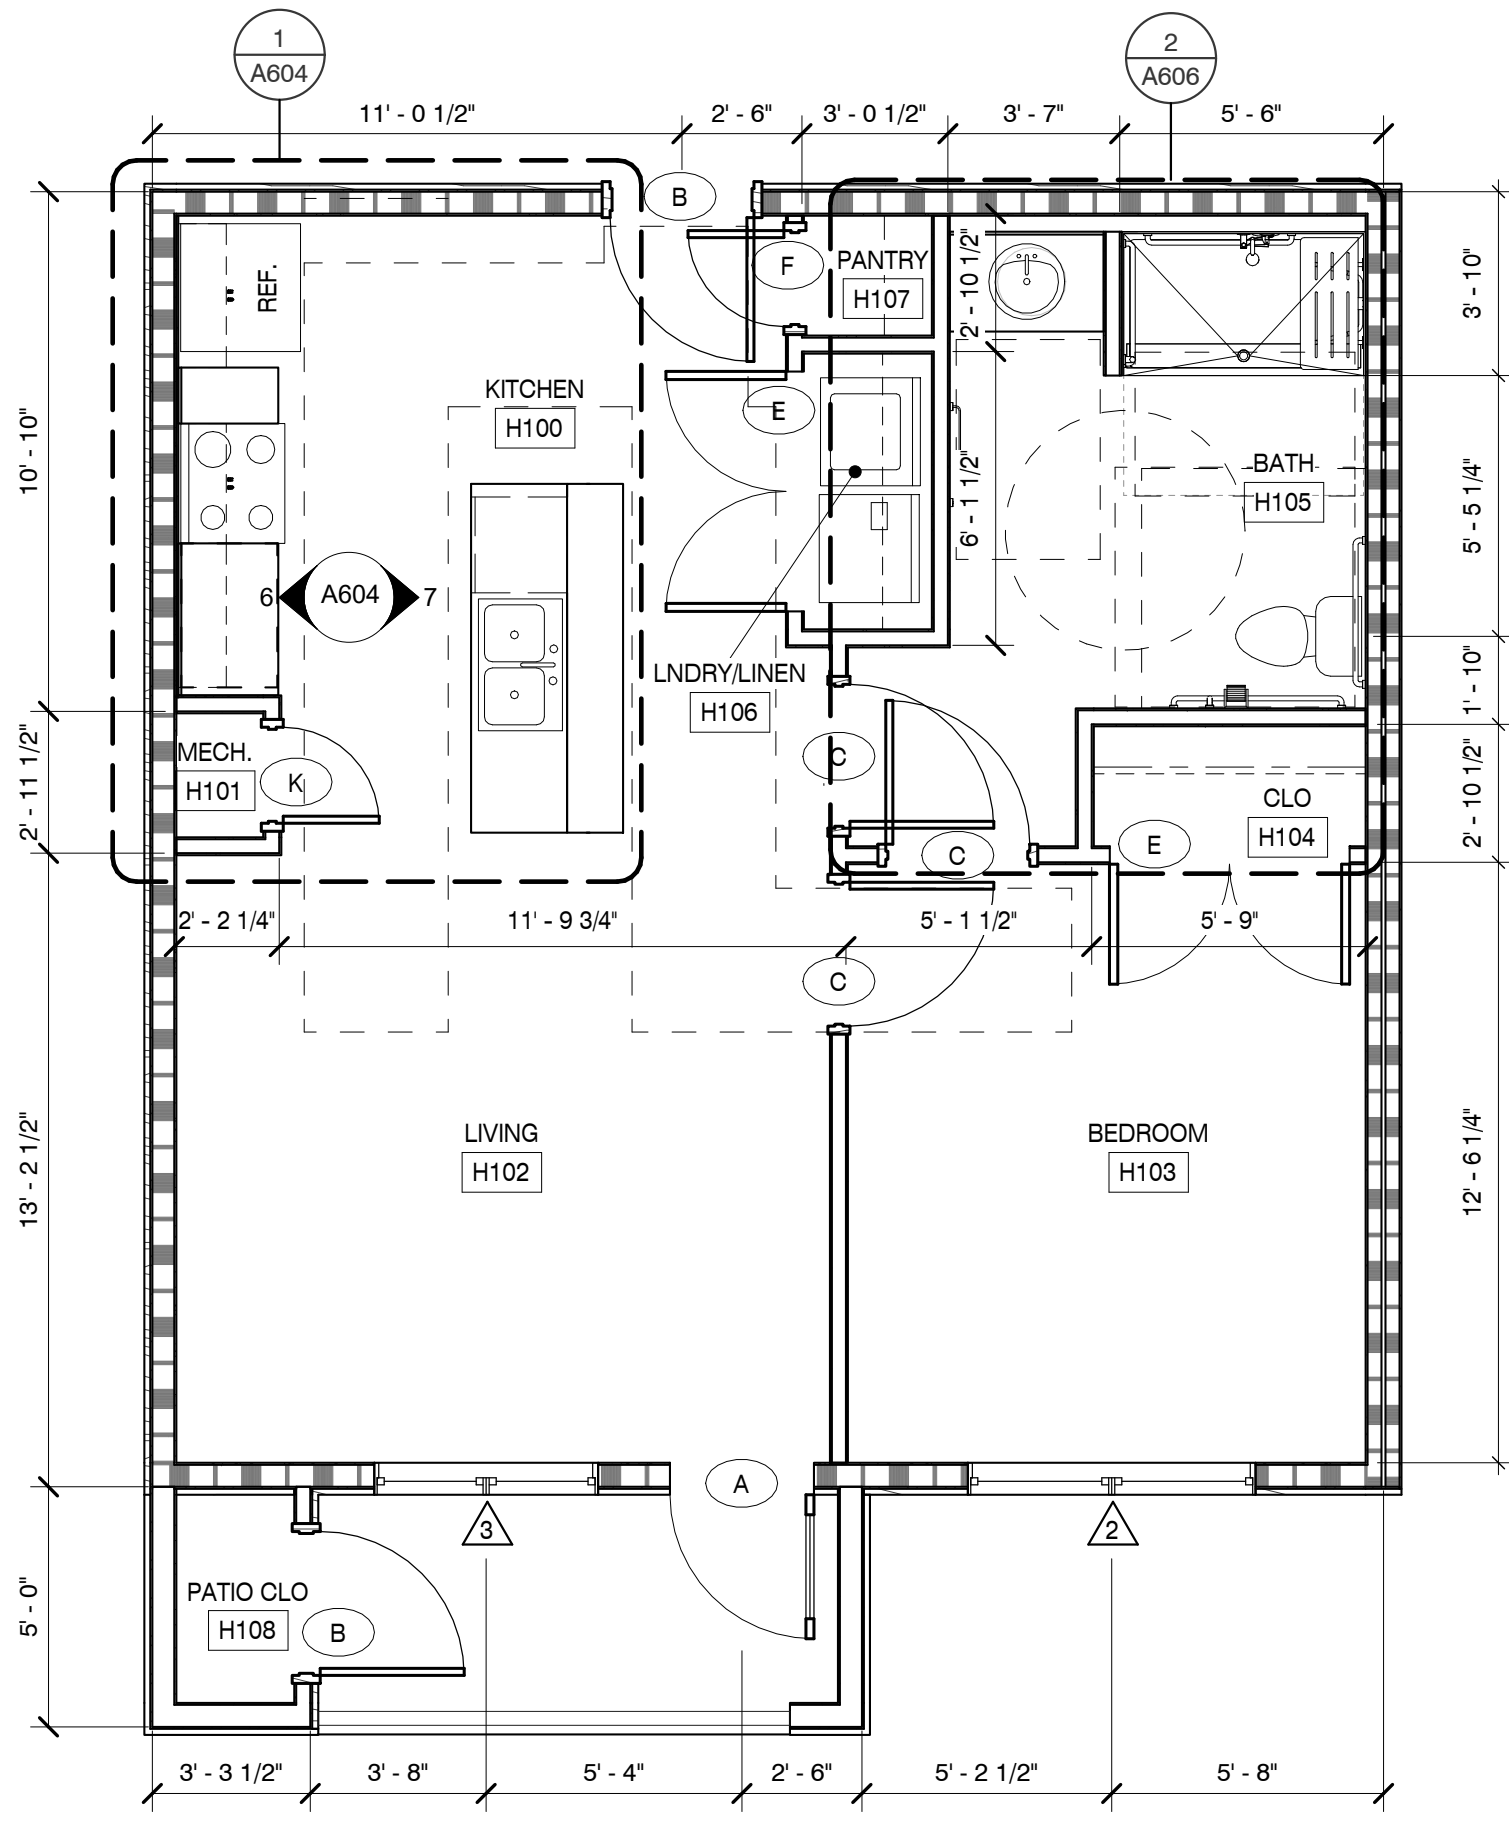 1
A604
2
A606
11' - 0 1/2"
2' - 6"
3' - 0 1/2"
3' - 7"
5' - 6"
B
F
PANTRY
H107
2' - 10 1/2"
3' - 10"
REF.
KITCHEN
H100
E
10' - 10"
6' - 1 1/2"
BATH
H105
5' - 5 1/4"
6
A604
7
LNDRY/LINEN
H106
1' - 10"
MECH.
H101
K
C
2' - 11 1/2"
CLO
H104
E
C
2' - 10 1/2"
2' - 2 1/4"
11' - 9 3/4"
5' - 1 1/2"
5' - 9"
C
LIVING
H102
BEDROOM
H103
13' - 2 1/2"
12' - 6 1/4"
A
3
2
PATIO CLO
H108
B
5' - 0"
3' - 3 1/2"
3' - 8"
5' - 4"
2' - 6"
5' - 2 1/2"
5' - 8"